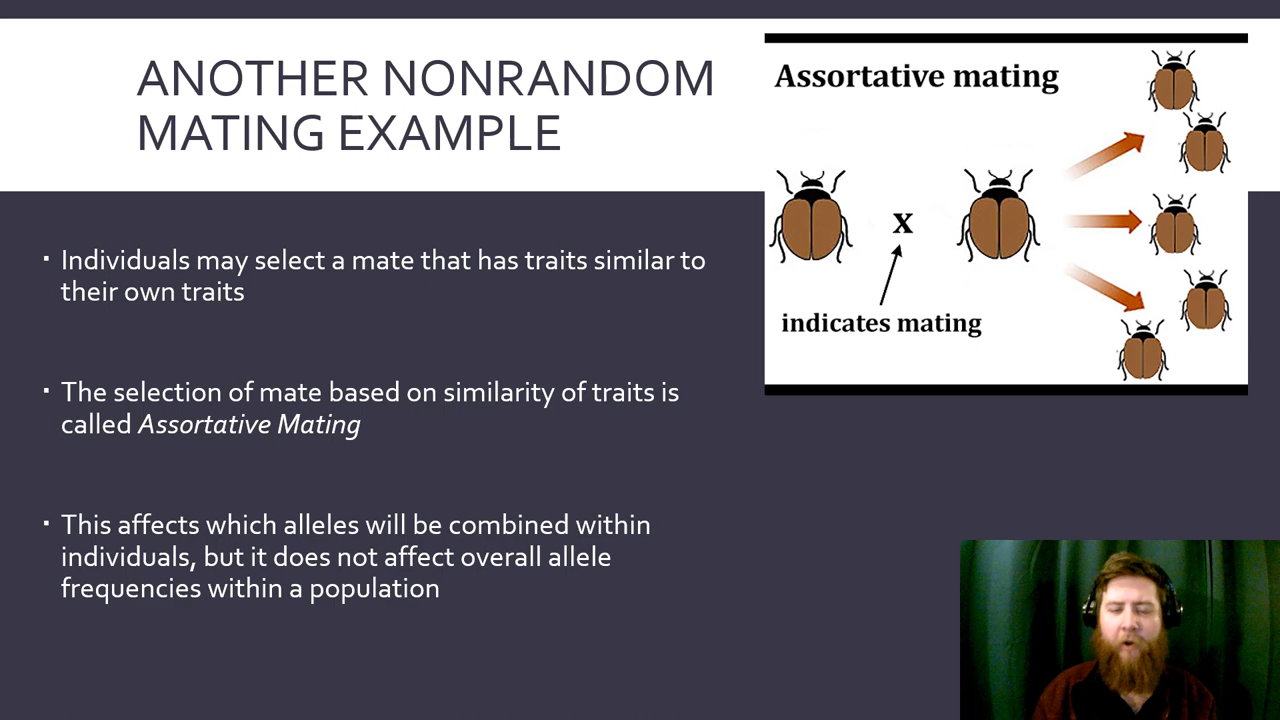 ANOTHER NONRANDOM
MATING EXAMPLE
▪ Individuals may select a mate that has traits similar to
their own traits
▪ The selection of mate based on similarity of traits is
called Assortative Mating
▪ This affects which alleles will be combined within
individuals, but it does not affect overall allele
frequencies within a population
Assortative mating
x
indicates mating